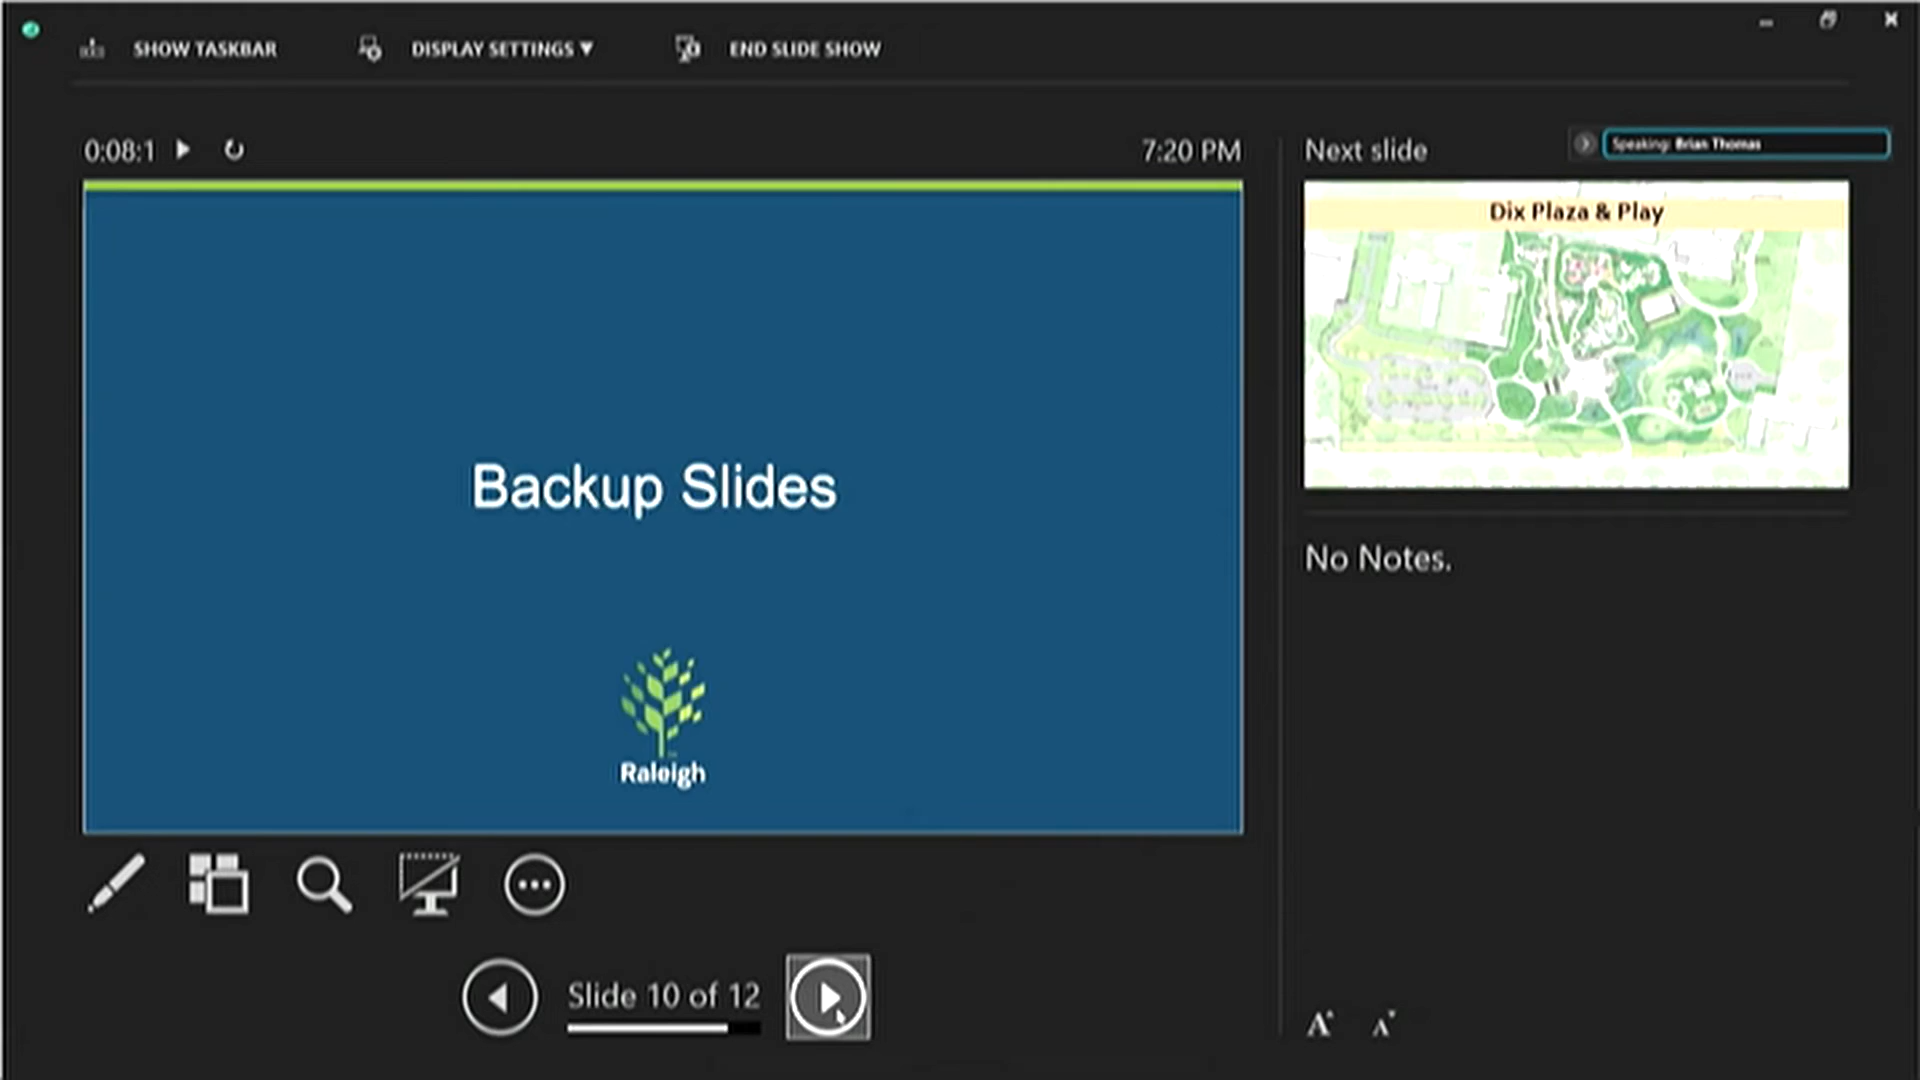 SHOW TASKBAR
DISPLAY SETTINGS ▼
END SLIDE SHOW
0:08:1
7:20 PM
Next slide
Speaking: Brian Thomas
Dix Plaza & Play
Backup Slides
Raleigh
No Notes.
Slide 10 of 12
A A